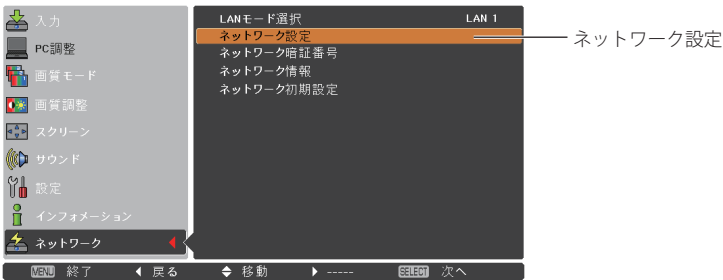 入力
PC調整
画質モード
画質調整
スクリーン
サウンド
設定
インフォメーション
ネットワーク
LANモード選択 LAN 1
ネットワーク設定
ネットワーク暗証番号
ネットワーク情報
ネットワーク初期設定
ネットワーク設定
MENU 終了 戻る 移動 ----- SELECT 次へ